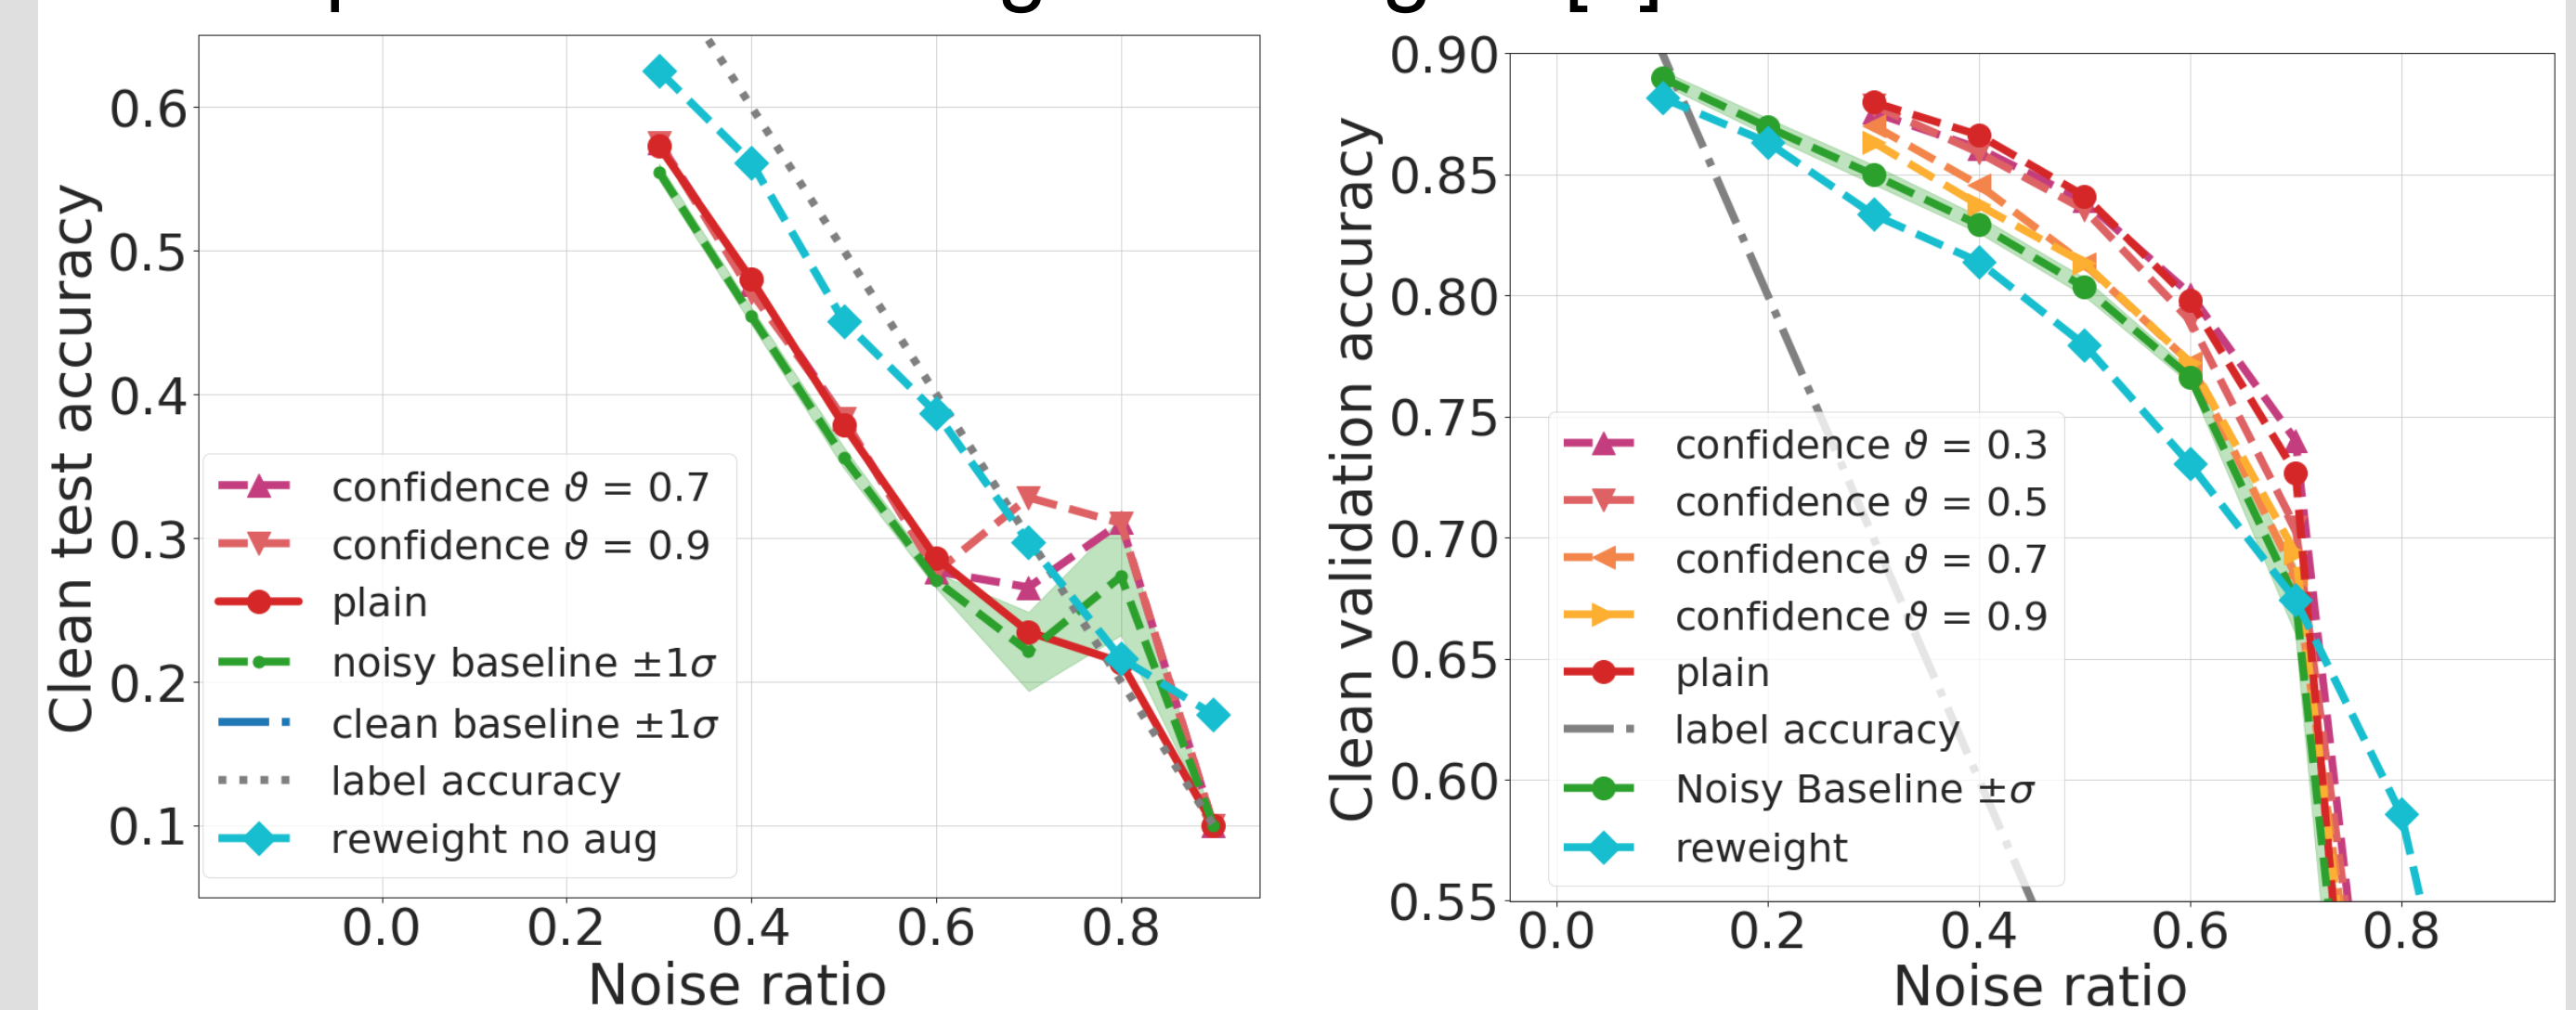 Clean test accuracy
0.6
0.5
0.4
0.3
0.2
0.1
confidence ϑ = 0.7
confidence ϑ = 0.9
plain
noisy baseline ±1σ
clean baseline ±1σ
label accuracy
reweight no aug
0.0 0.2 0.4 0.6 0.8
Noise ratio
Clean validation accuracy
0.90
0.85
0.80
0.75
0.70
0.65
0.60
0.55
confidence ϑ = 0.3
confidence ϑ = 0.5
confidence ϑ = 0.7
confidence ϑ = 0.9
plain
label accuracy
Noisy Baseline ±σ
reweight
0.0 0.2 0.4 0.6 0.8
Noise ratio